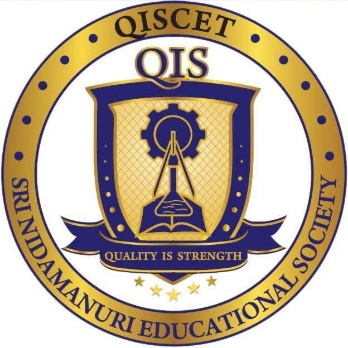 QISCET
QIS
QUALITY IS STRENGTH
SRI NIDAMANURI EDUCATIONAL SOCIETY